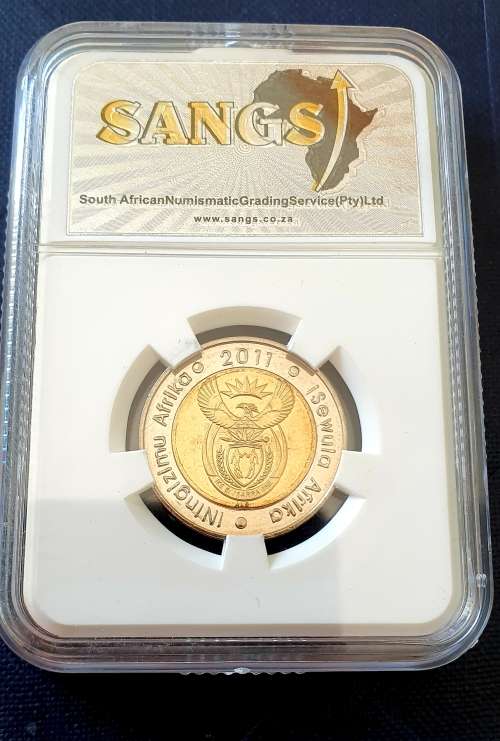 SANGS
South AfricanNumismaticGradingService(Pty)Ltd
www.sangs.co.za
iNingizimu Afrika • 2011 • iSewula Afrika